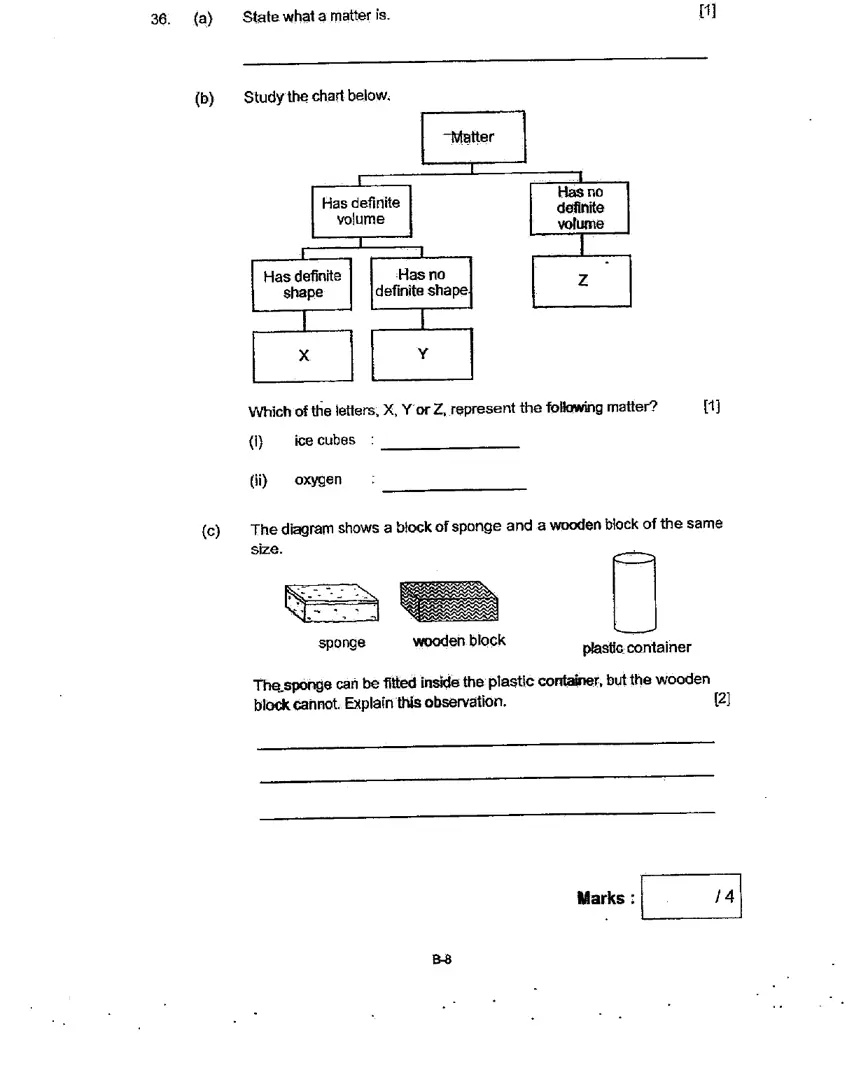 36. (a) State what a matter is. [1]
(b) Study the chart below.
Matter
Has definite volume
Has no definite volume
Has definite shape
Has no definite shape
Z
X
Y
Which of the letters, X, Y or Z, represent the following matter? [1]
(i) ice cubes :
(ii) oxygen :
(c) The diagram shows a block of sponge and a wooden block of the same
size.
sponge
wooden block
plastic container
The sponge can be fitted inside the plastic container, but the wooden
block cannot. Explain this observation. [2]
Marks : / 4
B-8